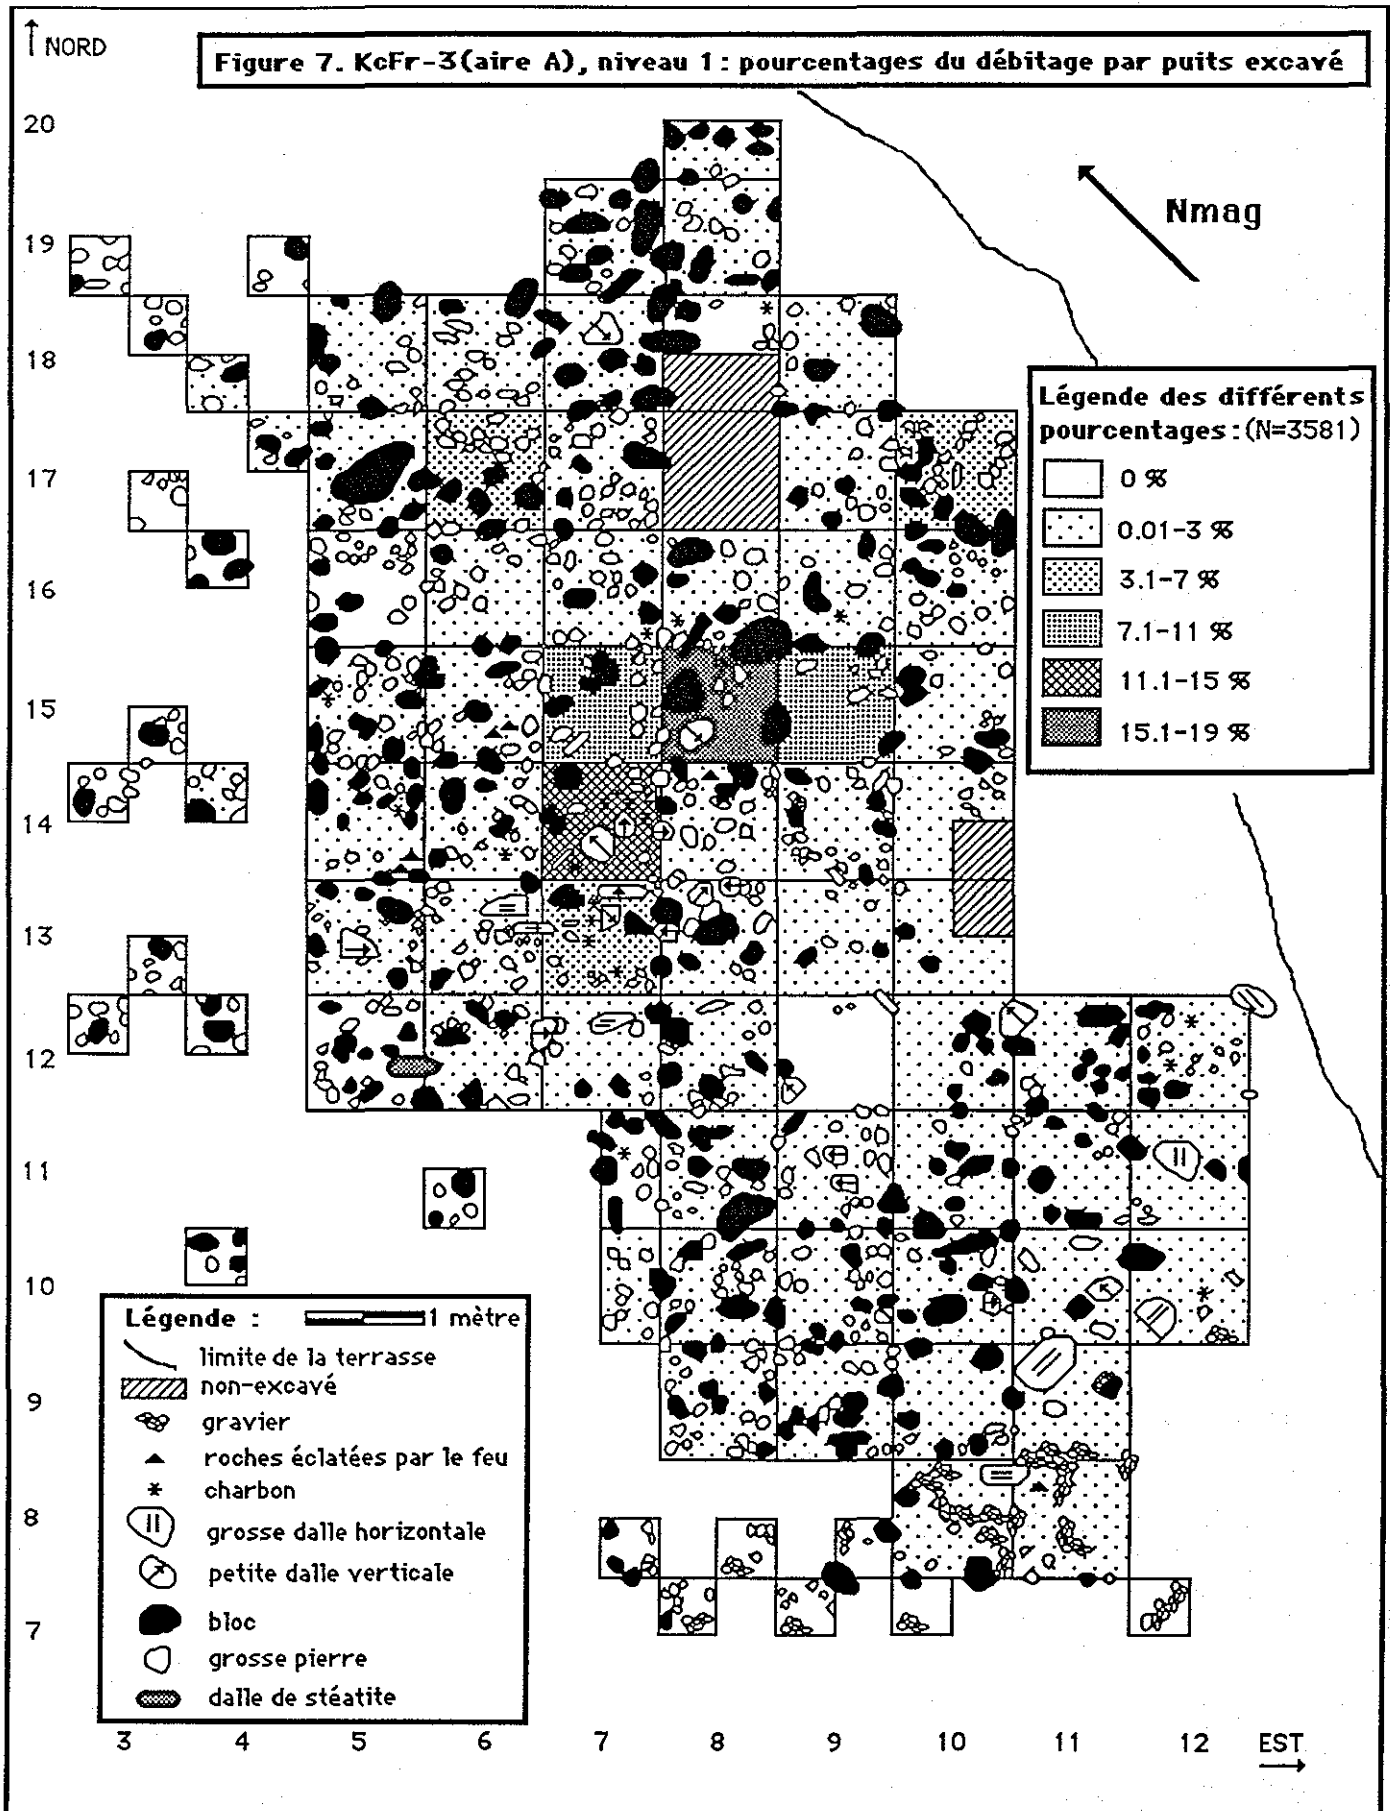 NORD
Figure 7. KcFr-3(aire A), niveau 1 : pourcentages du débitage par puits excavé
20
Nmag
19
18
Légende des différents
pourcentages:(N=3581)
0 %
17
0.01-3 %
3.1-7 %
16
7.1-11 %
11.1-15 %
15
15.1-19 %
14
13
12
11
10
Légende :
1 mètre
limite de la terrasse
non-excavé
9
gravier
roches éclatées par le feu
charbon
8
grosse dalle horizontale
petite dalle verticale
bloc
7
grosse pierre
dalle de stéatite
3 4 5 6 7 8 9 10 11 12 EST